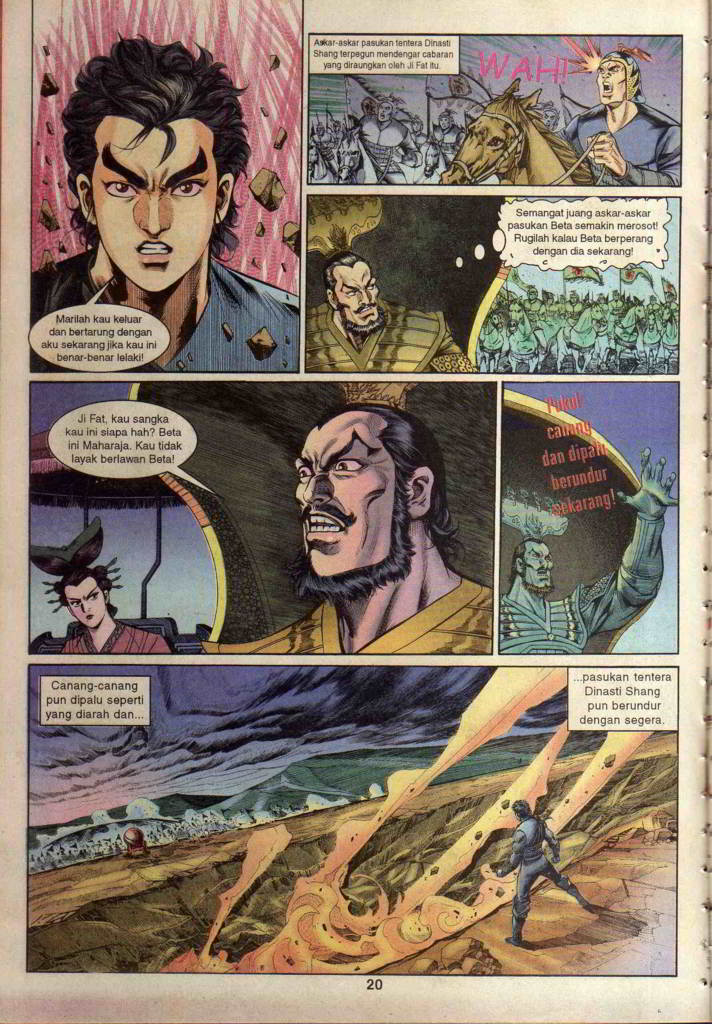 Marilah kau keluar
dan bertarung dengan
aku sekarang jika kau ini
benar-benar lelaki!
Askar-askar pasukan tentera Dinasti
Shang terpegun mendengar cabaran
yang diraungkan oleh Ji Fat itu.
WAH!
Semangat juang askar-askar
pasukan Beta semakin merosot!
Rugilah kalau Beta berperang
dengan dia sekarang!
Ji Fat, kau sangka
kau ini siapa hah? Beta
ini Maharaja. Kau tidak
layak berlawan Beta!
Pukul
canang
dan dipalu
berundur
sekarang!
Canang-canang
pun dipalu seperti
yang diarah dan...
...pasukan tentera
Dinasti Shang
pun berundur
dengan segera.
20